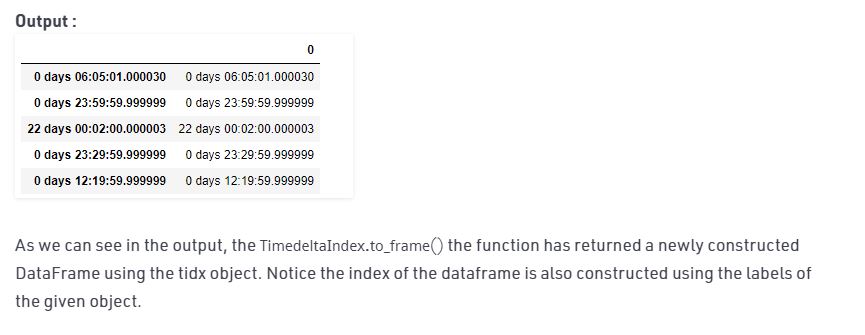 Output :
0
0 days 06:05:01.000030 0 days 06:05:01.000030
0 days 23:59:59.999999 0 days 23:59:59.999999
22 days 00:02:00.000003 22 days 00:02:00.000003
0 days 23:29:59.999999 0 days 23:29:59.999999
0 days 12:19:59.999999 0 days 12:19:59.999999
As we can see in the output, the TimedeltaIndex.to_frame() the function has returned a newly constructed
DataFrame using the tidx object. Notice the index of the dataframe is also constructed using the labels of
the given object.